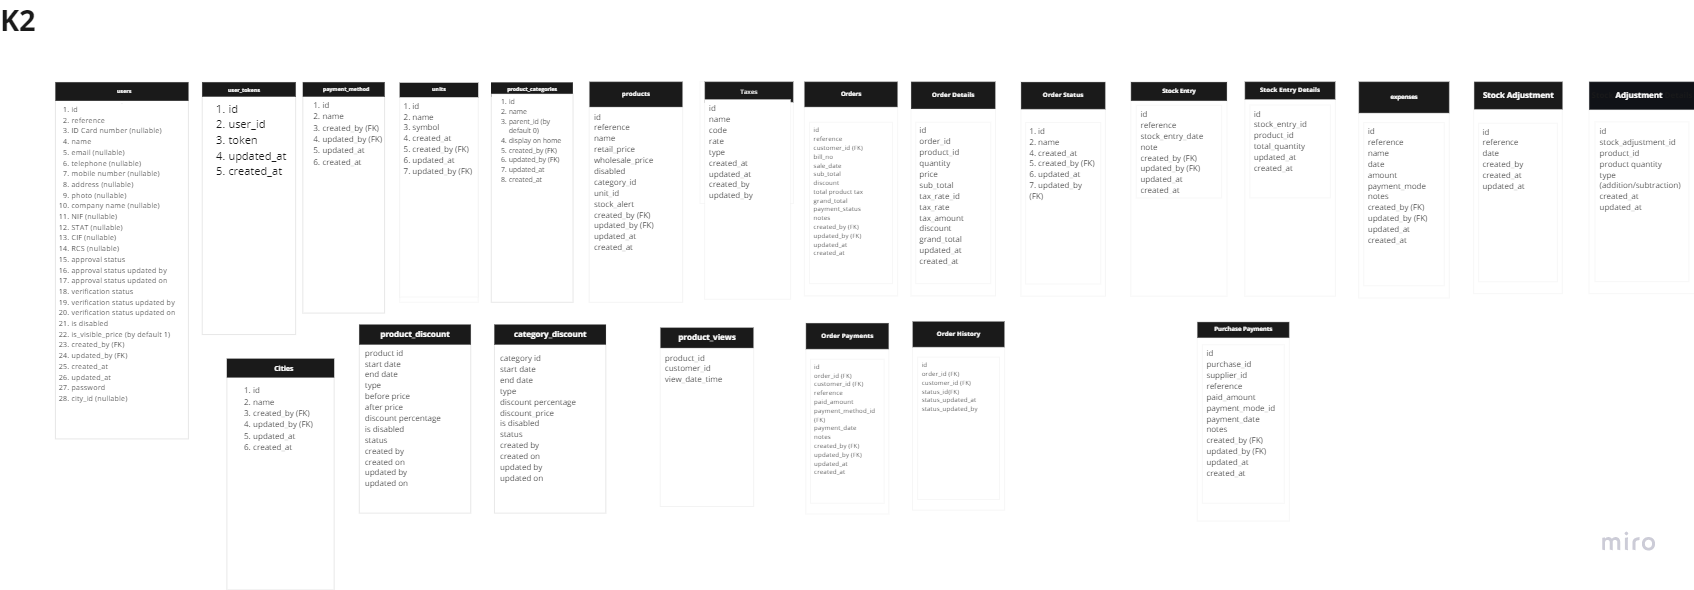 K2
users
1. id
2. reference
3. ID Card number (nullable)
4. name
5. email (nullable)
6. telephone (nullable)
7. mobile number (nullable)
8. address (nullable)
9. photo (nullable)
10. company name (nullable)
11. NIF (nullable)
12. STAT (nullable)
13. CIF (nullable)
14. RCS (nullable)
15. approval status
16. approval status updated by
17. approval status updated on
18. verification status
19. verification status updated by
20. verification status updated on
21. is disabled
22. is_visible_price (by default 1)
23. created_by (FK)
24. updated_by (FK)
25. created_at
26. updated_at
27. password
28. city_id (nullable)
user_tokens
1. id
2. user_id
3. token
4. updated_at
5. created_at
payment_method
1. id
2. name
3. created_by (FK)
4. updated_by (FK)
5. updated_at
6. created_at
units
1. id
2. name
3. symbol
4. created_at
5. created_by (FK)
6. updated_at
7. updated_by (FK)
product_categories
1. id
2. name
3. parent_id (by
default 0)
4. display on home
5. created_by (FK)
6. updated_by (FK)
7. updated_at
8. created_at
products
id
reference
name
retail_price
wholesale_price
disabled
category_id
unit_id
stock_alert
created_by (FK)
updated_by (FK)
updated_at
created_at
Taxes
id
name
code
rate
type
created_at
updated_at
created_by
updated_by
Orders
id
reference
customer_id (FK)
bill_no
sale_date
sub_total
discount
total product tax
grand_total
payment_status
notes
created_by (FK)
updated_by (FK)
updated_at
created_at
Order Details
id
order_id
product_id
quantity
price
sub_total
tax_rate_id
tax_rate
tax_amount
discount
grand_total
updated_at
created_at
Order Status
1. id
2. name
4. created_at
5. created_by (FK)
6. updated_at
7. updated_by
(FK)
Stock Entry
id
reference
stock_entry_date
note
created_by (FK)
updated_by (FK)
updated_at
created_at
Stock Entry Details
id
stock_entry_id
product_id
total_quantity
updated_at
created_at
expenses
id
reference
name
date
amount
payment_mode
notes
created_by (FK)
updated_by (FK)
updated_at
created_at
Stock Adjustment
id
reference
date
created_by
created_at
updated_at
Adjustment
id
stock_adjustment_id
product_id
product quantity
type
(addition/subtraction)
created_at
updated_at
Cities
1. id
2. name
3. created_by (FK)
4. updated_by (FK)
5. updated_at
6. created_at
product_discount
product id
start date
end date
type
before price
after price
discount percentage
is disabled
status
created by
created on
updated by
updated on
category_discount
category id
start date
end date
type
discount percentage
discount_price
is disabled
status
created by
created on
updated by
updated on
product_views
product_id
customer_id
view_date_time
Order Payments
id
order_id (FK)
customer_id (FK)
reference
paid_amount
payment_method_id
(FK)
payment_date
notes
created_by (FK)
updated_by (FK)
updated_at
created_at
Order History
id
order_id (FK)
customer_id (FK)
status_id(FK)
status_updated_at
status_updated_by
Purchase Payments
id
purchase_id
supplier_id
reference
paid_amount
payment_mode_id
payment_date
notes
created_by (FK)
updated_by (FK)
updated_at
created_at
miro